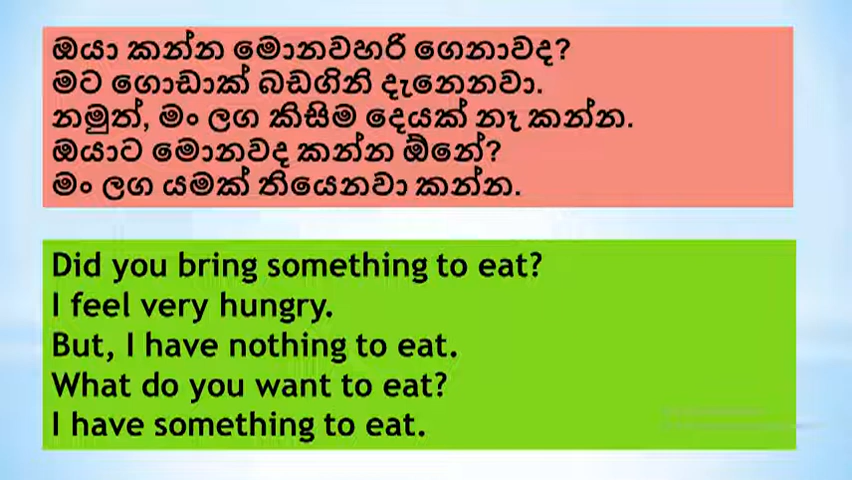 ඔයා කන්න මොනවහරි ගෙනාවද?
මට ගොඩාක් බඩගිනි දැනෙනවා.
නමුත්, මං ලග කිසිම දෙයක් නෑ කන්න.
ඔයාට මොනවද කන්න ඕනේ?
මං ලග යමක් තියෙනවා කන්න.
Did you bring something to eat?
I feel very hungry.
But, I have nothing to eat.
What do you want to eat?
I have something to eat.